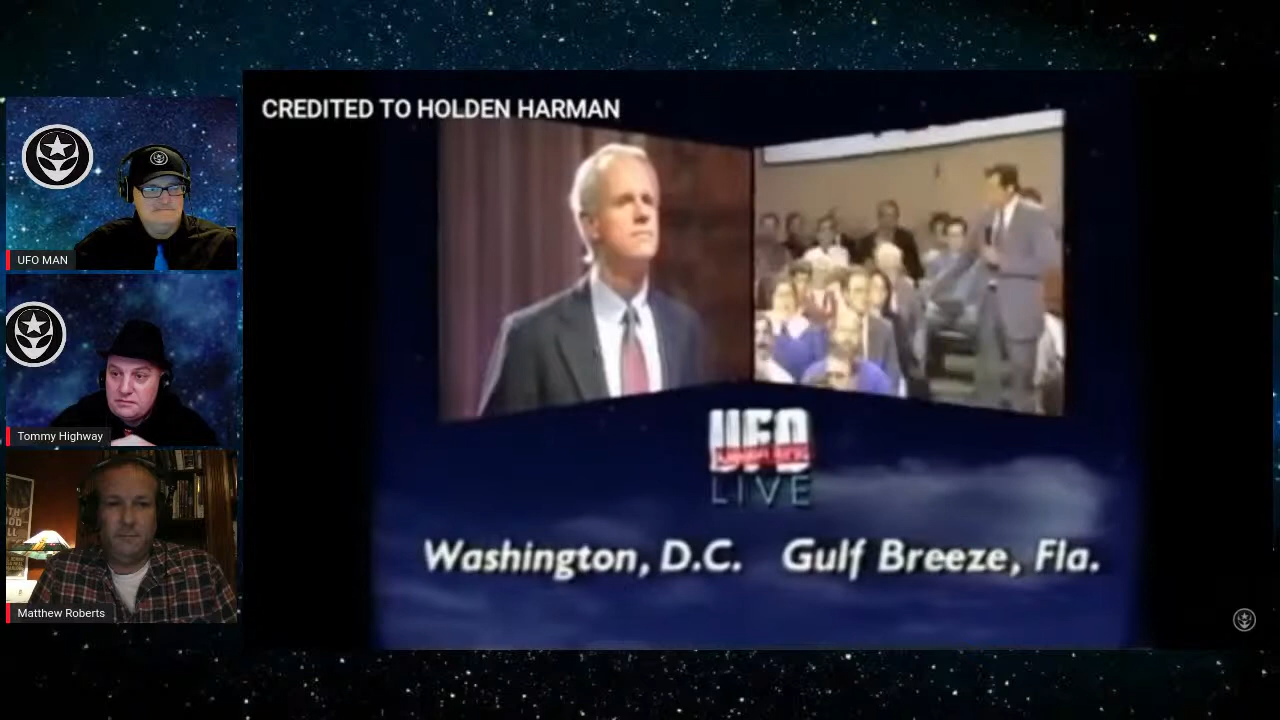 CREDITED TO HOLDEN HARMAN
UFO MAN
Tommy Highway
Matthew Roberts
UFO
LIVE
Washington, D.C. Gulf Breeze, Fla.